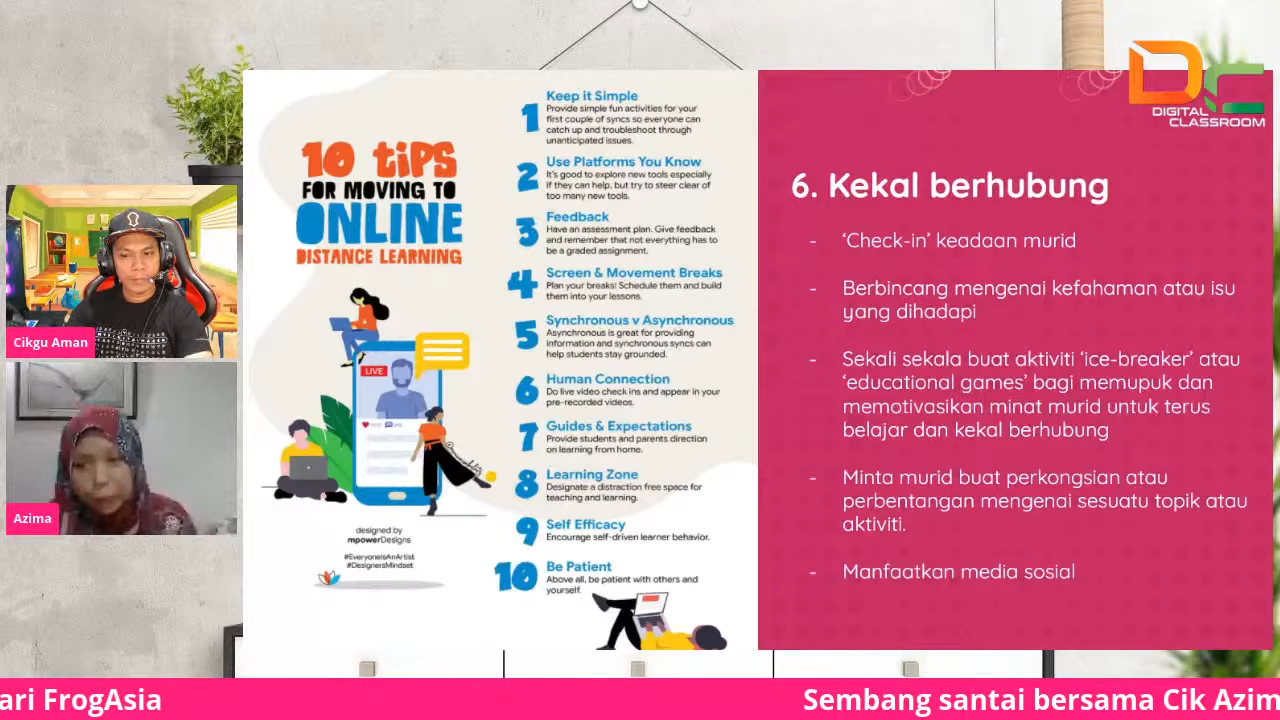 DIGITAL
CLASSROOM
Cikgu Aman
Azima
10 tiPS
FOR MOVING TO
ONLINE
DISTANCE LEARNING
LIVE
designed by
mpowerDesigns
#EveryoneIsAnArtist
#DesignersMindset
1 Keep it Simple
Provide simple fun activities for your
first couple of syncs so everyone can
catch up and troubleshoot through
unanticipated issues.
2 Use Platforms You Know
It's good to explore new tools especially
if they can help, but try to steer clear of
too many new tools.
3 Feedback
Have an assessment plan. Give feedback
and remember that not everything has to
be a graded assignment.
4 Screen & Movement Breaks
Plan your breaks! Schedule them and build
them into your lessons.
5 Synchronous v Asynchronous
Asynchronous is great for providing
information and synchronous syncs can
help students stay grounded.
6 Human Connection
Do live video check ins and appear in your
pre-recorded videos.
7 Guides & Expectations
Provide students and parents direction
on learning from home.
8 Learning Zone
Designate a distraction free space for
teaching and learning.
9 Self Efficacy
Encourage self-driven learner behavior.
10 Be Patient
Above all, be patient with others and
yourself.
6. Kekal berhubung
- ‘Check-in’ keadaan murid
- Berbincang mengenai kefahaman atau isu
yang dihadapi
- Sekali sekala buat aktiviti ‘ice-breaker’ atau
‘educational games’ bagi memupuk dan
memotivasikan minat murid untuk terus
belajar dan kekal berhubung
- Minta murid buat perkongsian atau
perbentangan mengenai sesuatu topik atau
aktiviti.
- Manfaatkan media sosial
ari FrogAsia
Sembang santai bersama Cik Azim